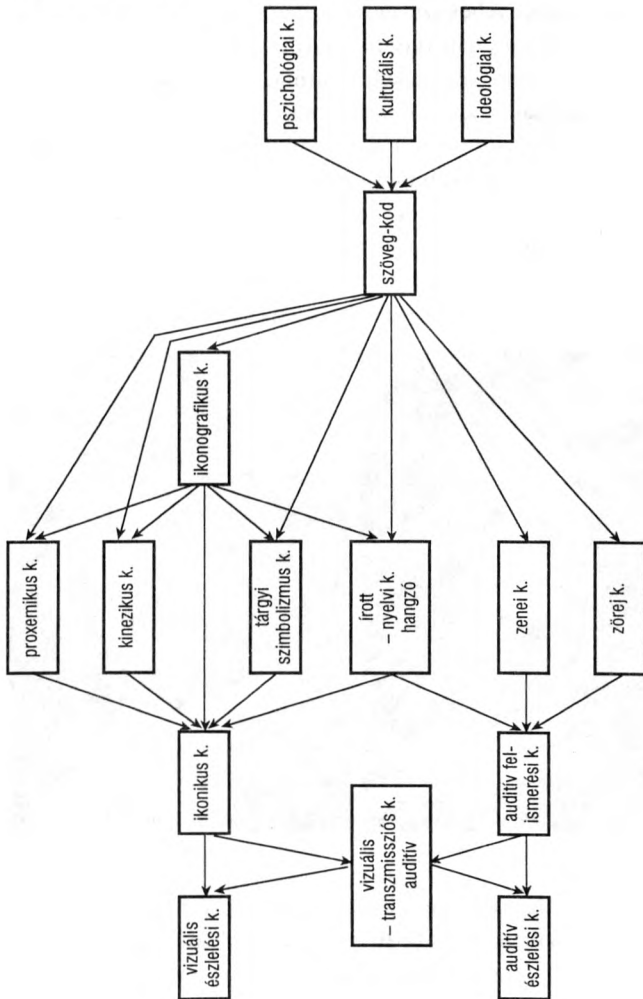 auditív
észlelési k.
vizuális
észlelési k.
auditív fel-
ismerési k.
vizuális
– transzmissziós k.
auditív
ikonikus k.
zörej k.
zenei k.
írott
– nyelvi k.
hangzó
tárgyi
szimbolizmus k.
kinezikus k.
proxemikus k.
ikonografikus k.
szöveg-kód
ideológiai k.
kulturális k.
pszichológiai k.